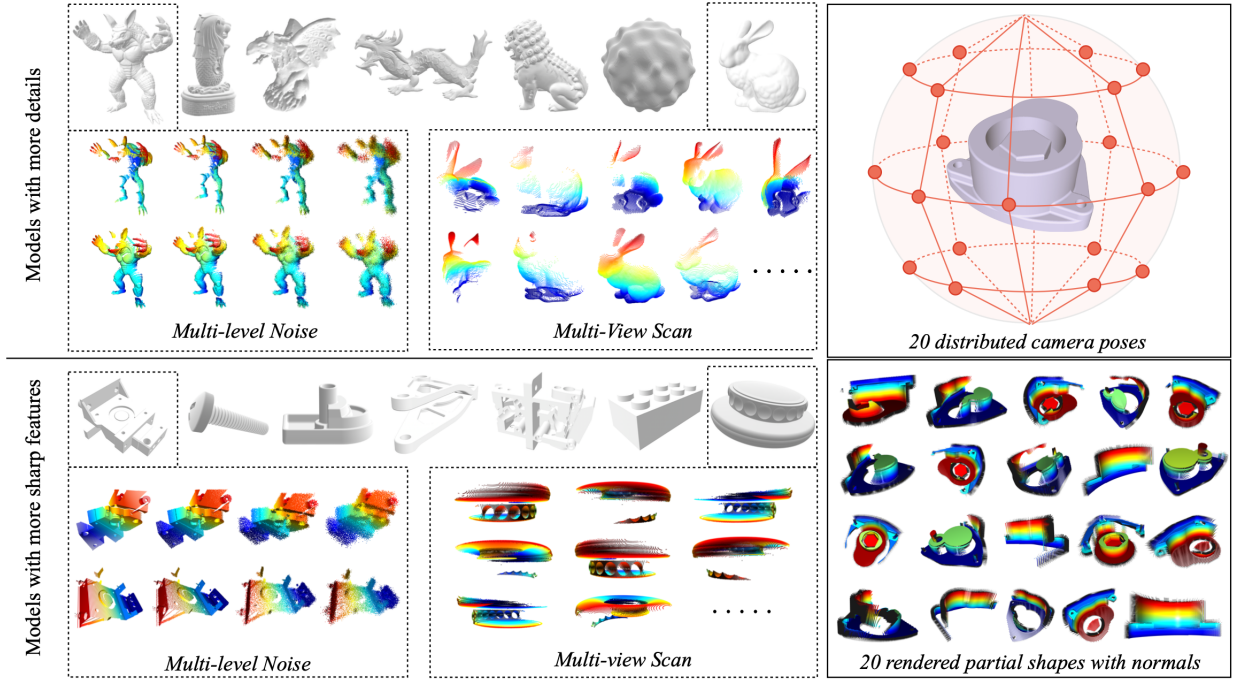 Models with more details
Multi-level Noise
Multi-View Scan
20 distributed camera poses
Models with more sharp features
Multi-level Noise
Multi-view Scan
20 rendered partial shapes with normals